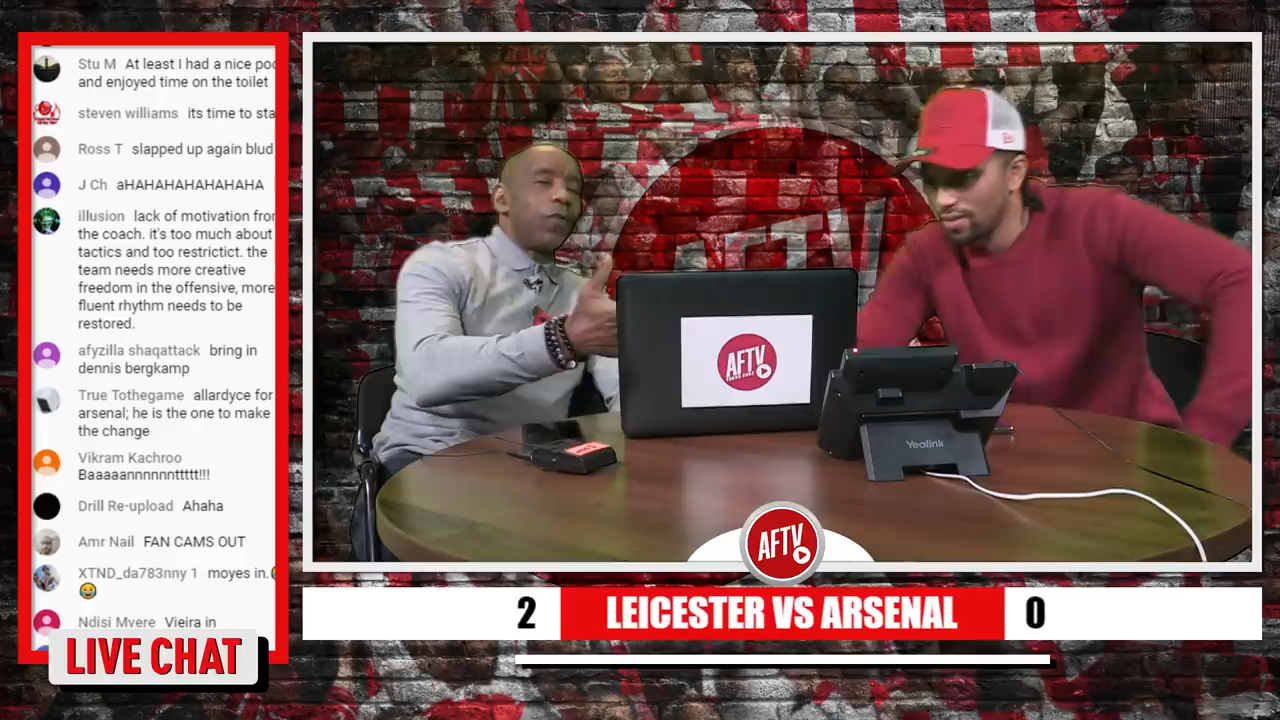 Stu M At least I had a nice poo
and enjoyed time on the toilet
steven williams its time to sta
Ross T slapped up again blud
J Ch aHAHAHAHAHAHAHA
illusion lack of motivation from
the coach. it's too much about
tactics and too restrictict. the
team needs more creative
freedom in the offensive, more
fluent rhythm needs to be
restored.
afyzilla shaqattack bring in
dennis bergkamp
True Tothegame allardyce for
arsenal; he is the one to make
the change
Vikram Kachroo
Baaaaannnnnnttttt!!!
Drill Re-upload Ahaha
Amr Nail FAN CAMS OUT
XTND_da783nny 1 moyes in.
Ndisi Mvere Vieira in
LIVE CHAT
AFTV
AFTV
Yealink
AFTV
2 LEICESTER VS ARSENAL 0